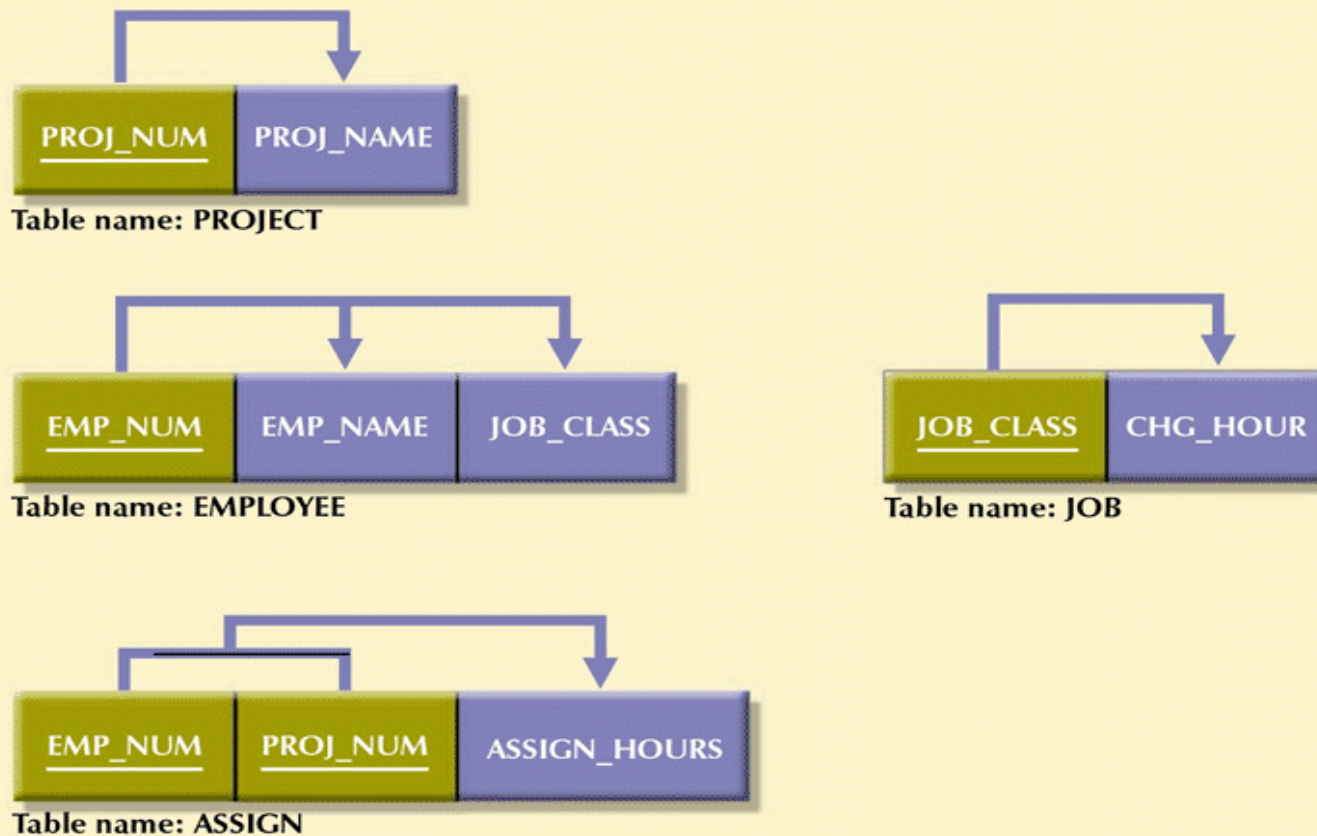 PROJ_NUM PROJ_NAME
Table name: PROJECT
EMP_NUM EMP_NAME JOB_CLASS
Table name: EMPLOYEE
JOB_CLASS CHG_HOUR
Table name: JOB
EMP_NUM PROJ_NUM ASSIGN_HOURS
Table name: ASSIGN